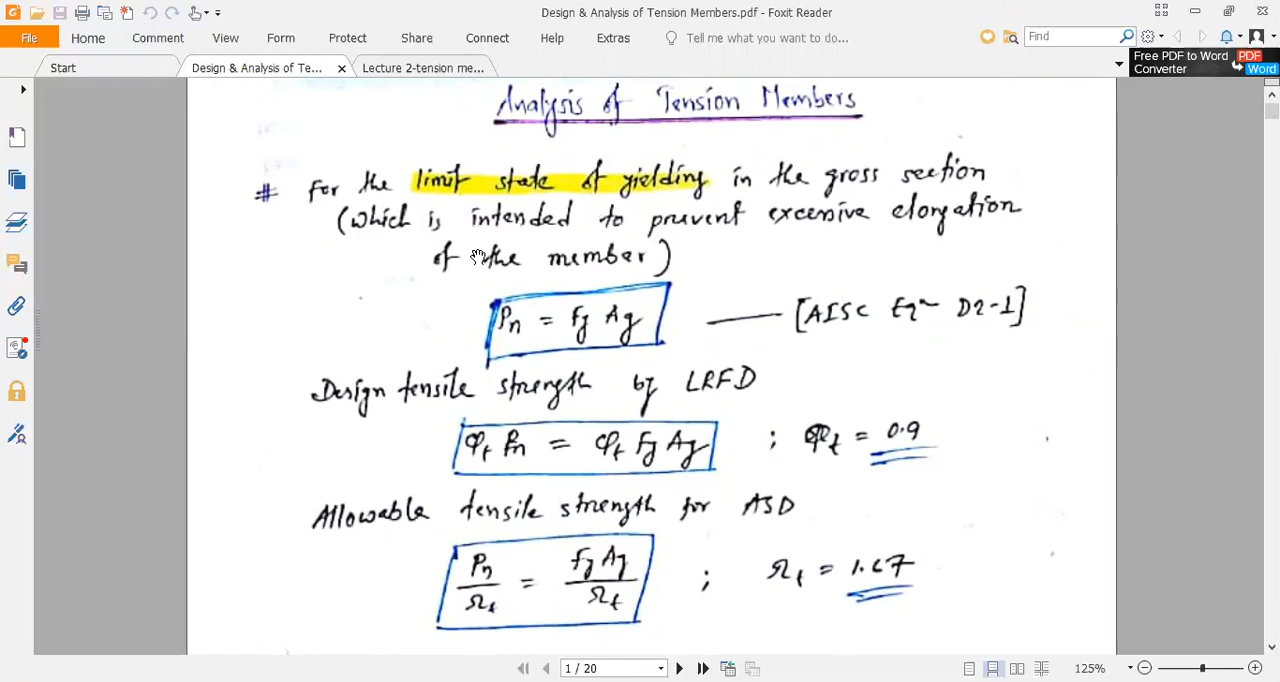 Design & Analysis of Tension Members.pdf - Foxit Reader
File Home Comment View Form Protect Share Connect Help Extras Tell me what you want to do... Find
Start Design & Analysis of Te... Lecture 2-tension me... Free PDF to Word Converter PDF Word
Analysis of Tension Members
# For the limit state of yielding in the gross section
(which is intended to prevent excessive elongation
of the member)
Pn = Fy Ag —— [AISC Eqn D2-1]
Design tensile strength by LRFD
φt Pn = φt Fy Ag ; φt = 0.9
Allowable tensile strength for ASD
Pn/Ωt = Fy Ag/Ωt ; Ωt = 1.67
1 / 20 125%